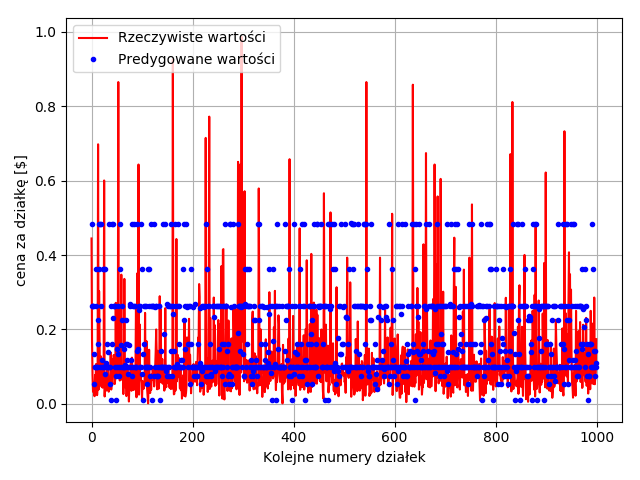 1.0
0.8
0.6
0.4
0.2
0.0
cena za działkę [$]
Rzeczywiste wartości
Predygowane wartości
0 200 400 600 800 1000
Kolejne numery działek